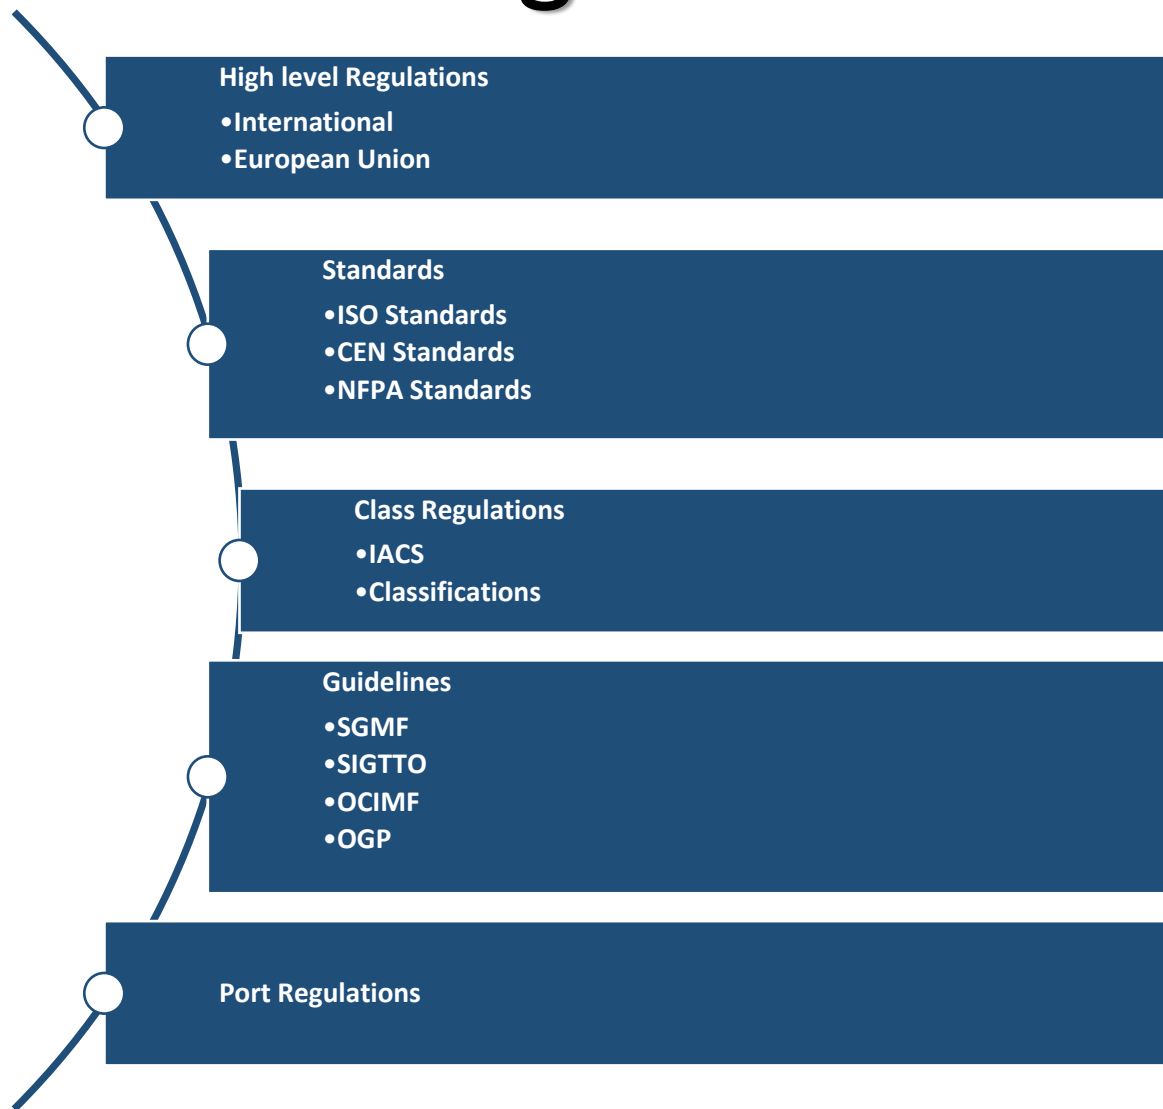 High level Regulations
•International
•European Union
Standards
•ISO Standards
•CEN Standards
•NFPA Standards
Class Regulations
•IACS
•Classifications
Guidelines
•SGMF
•SIGTTO
•OCIMF
•OGP
Port Regulations